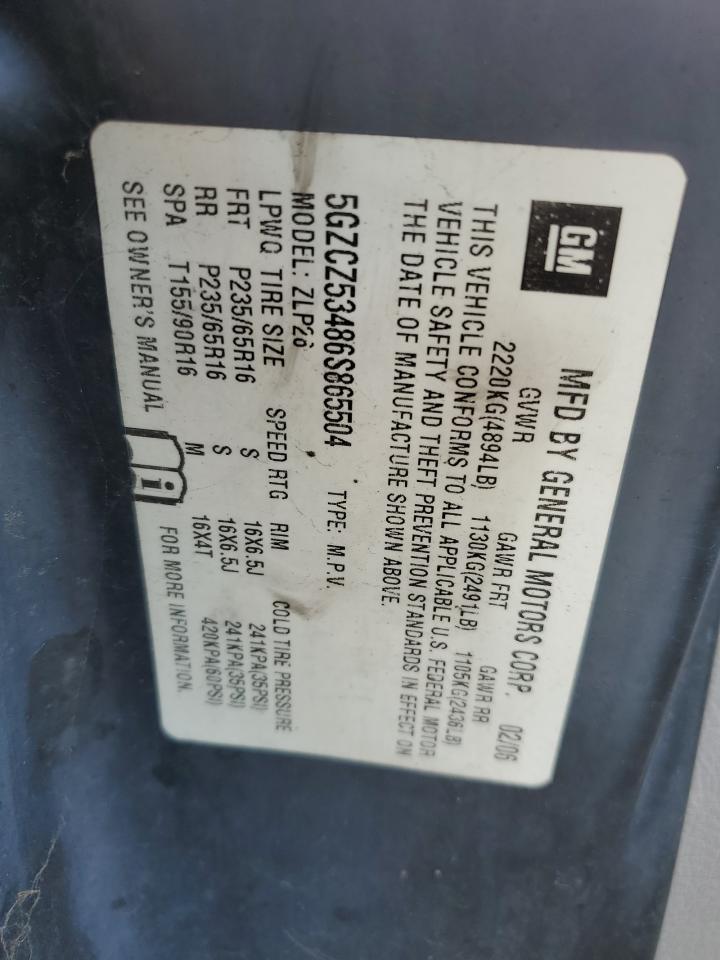 GM
MFD BY GENERAL MOTORS CORP. 02/06
GVWR GAWR FRT GAWR RR
2220KG(4894LB) 1130KG(2491LB) 1105KG(2436LB)
THIS VEHICLE CONFORMS TO ALL APPLICABLE U.S. FEDERAL MOTOR
VEHICLE SAFETY AND THEFT PREVENTION STANDARDS IN EFFECT ON
THE DATE OF MANUFACTURE SHOWN ABOVE.
5GZCZ53486S865504 TYPE: M.P.V.
MODEL: ZLP26
LPWQ TIRE SIZE SPEED RTG RIM COLD TIRE PRESSURE
FRT P235/65R16 S 16X6.5J 241KPA(35PSI)
RR P235/65R16 S 16X6.5J 241KPA(35PSI)
SPA T155/90R16 M 16X4T 420KPA(60PSI)
SEE OWNER'S MANUAL i FOR MORE INFORMATION.